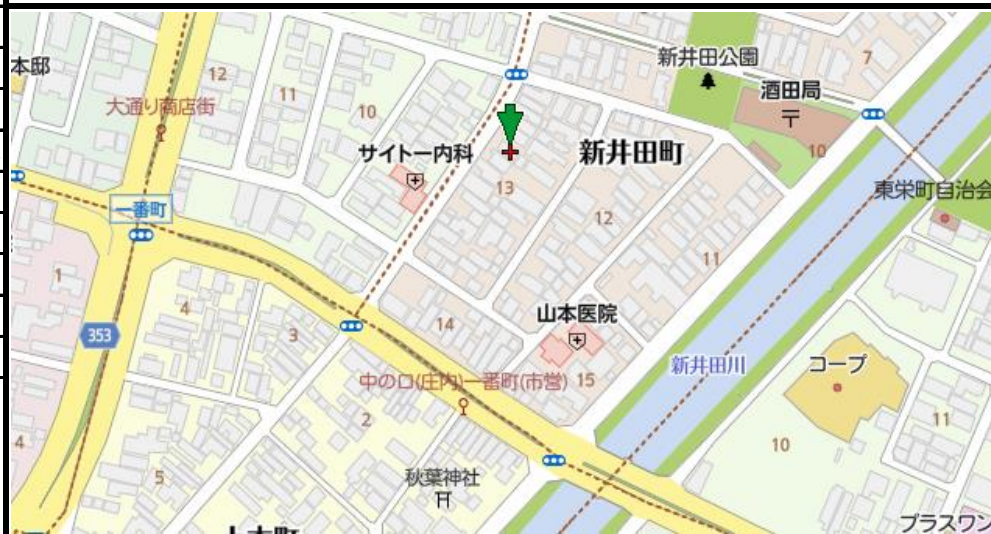 本邸
12
11
10
新井田公園
7
酒田局
〒
10
大通り商店街
サイトー内科
新井田町
13
12
11
東栄町自治会
一番町
1
4
3
353
14
山本医院
15
新井田川
コープ
中の口(庄内)一番町(市営)
2
4
5
10
11
秋葉神社
プラスワン